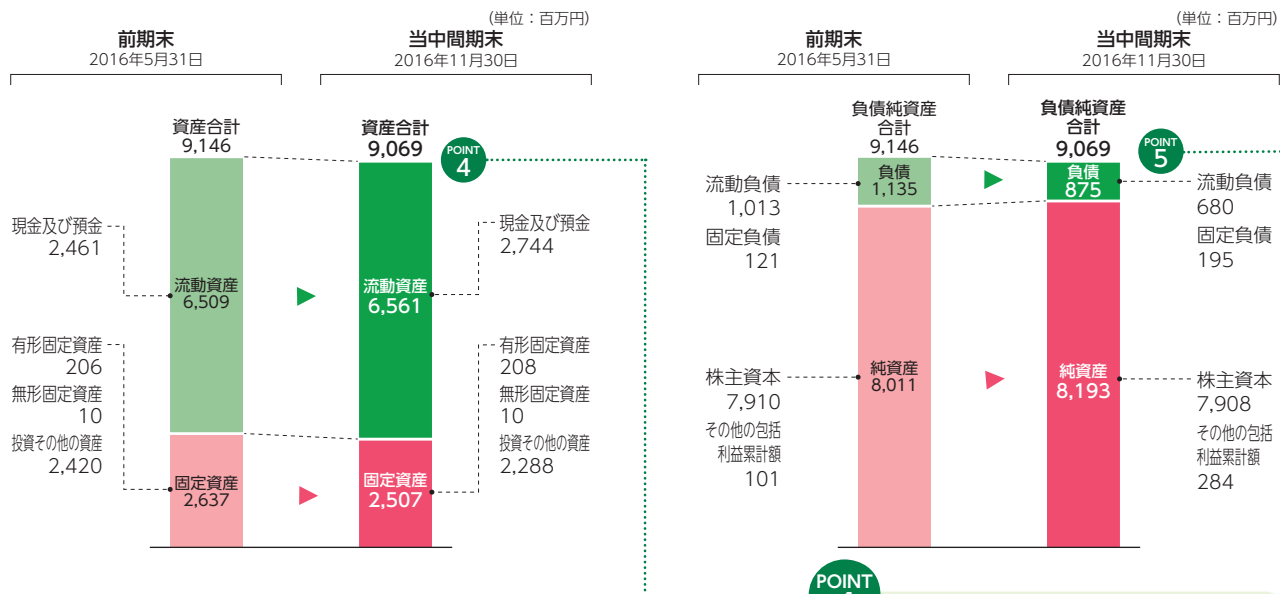 (単位：百万円)
前期末
2016年5月31日
当中間期末
2016年11月30日
資産合計
9,146
資産合計
9,069
POINT
4
現金及び預金
2,461
流動資産
6,509
流動資産
6,561
現金及び預金
2,744
有形固定資産
206
無形固定資産
10
投資その他の資産
2,420
固定資産
2,637
固定資産
2,507
有形固定資産
208
無形固定資産
10
投資その他の資産
2,288
(単位：百万円)
前期末
2016年5月31日
当中間期末
2016年11月30日
負債純資産
合計
9,146
負債純資産
合計
9,069
POINT
5
流動負債
1,013
固定負債
121
負債
1,135
負債
875
流動負債
680
固定負債
195
株主資本
7,910
その他の包括
利益累計額
101
純資産
8,011
純資産
8,193
株主資本
7,908
その他の包括
利益累計額
284
POINT